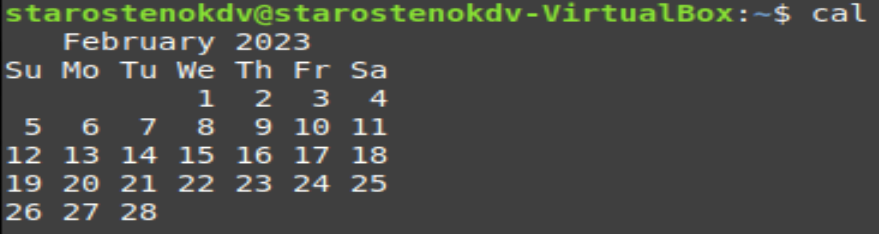 starostenokdv@starostenokdv-VirtualBox:~$ cal
   February 2023
Su Mo Tu We Th Fr Sa
          1  2  3  4
 5  6  7  8  9 10 11
12 13 14 15 16 17 18
19 20 21 22 23 24 25
26 27 28